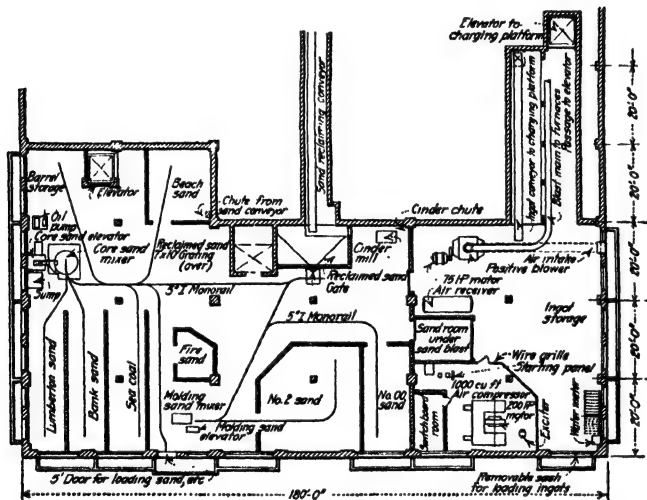 Elevator to
charging platform
Ingot conveyor to charging platform
Blast main to furnaces
Passage to elevator
20'-0"
20'-0"
20'-0"
20'-0"
20'-0"
Sand reclaiming conveyor
Barrel
storage
Elevator
Beach
sand
Chute from
sand conveyor
Cinder chute
Oil
pump
Core sand elevator
Core sand
mixer
Reclaimed sand
7'x10' Grating
(over)
Cinder
mill
Air intake
Positive blower
75 HP motor
Air receiver
Sump
Reclaimed sand
Gate
5" I Monorail
5" I Monorail
Ingot
storage
Sand room
under
sand blast
Wire grille
Starting panel
Lumberton sand
Bank sand
Sea coal
Fire
sand
Molding
sand mixer
Molding sand
elevator
No. 2 sand
No. 00
sand
1000 cu ft
Air compressor
200 HP
motor
Switchboard
room
Exciter
Water meter
5' Door for loading sand, etc
Removable sash
for loading ingots
180'-0"